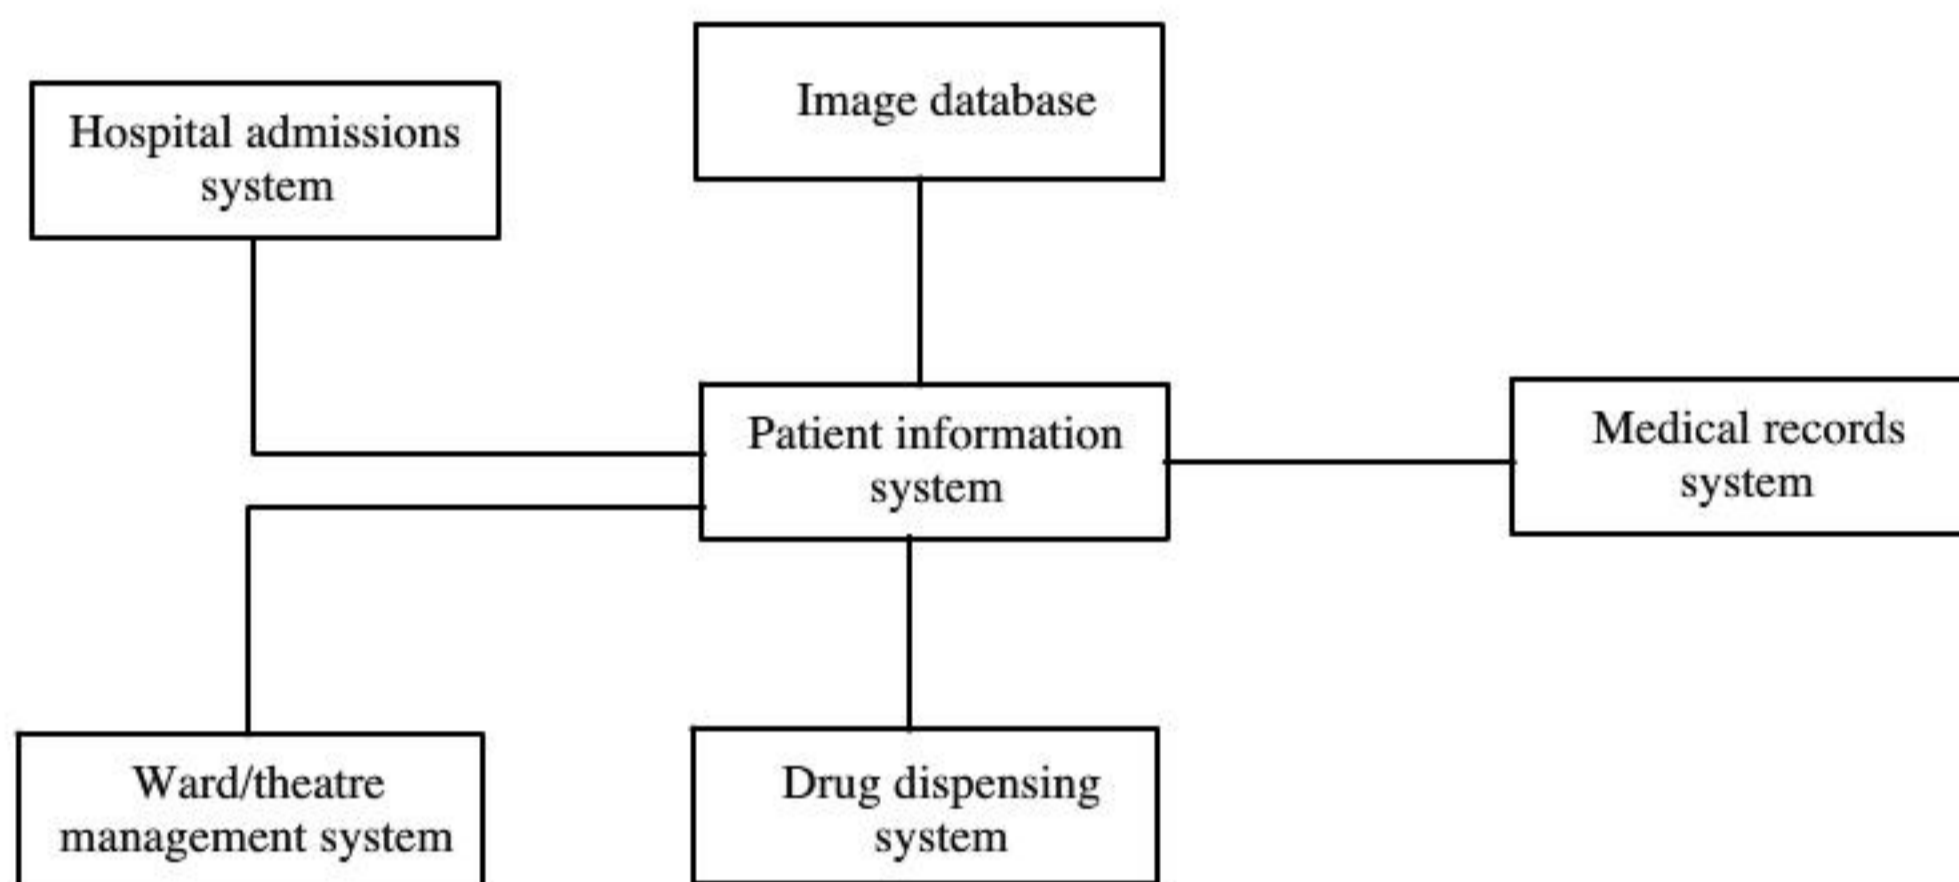 Image database
Hospital admissions
system
Patient information
system
Medical records
system
Ward/theatre
management system
Drug dispensing
system